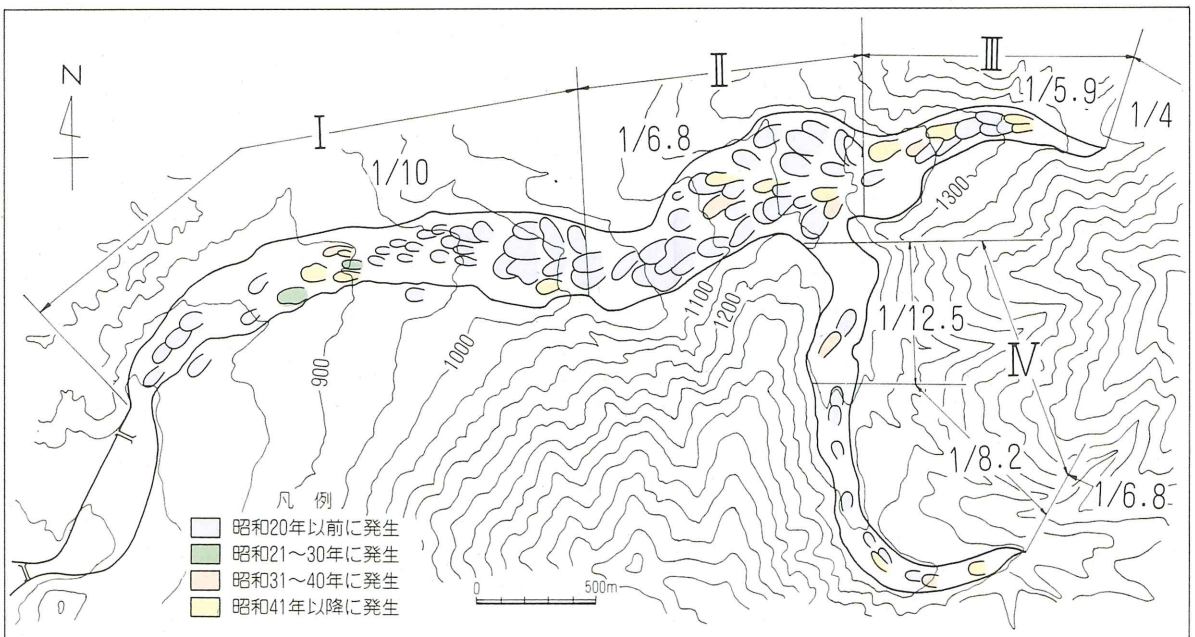 N
I
II
III
1/10
1/6.8
1/5.9
1/4
1300
1100
1200
1000
900
1/12.5
IV
1/8.2
1/6.8
凡 例
昭和20年以前に発生
昭和21〜30年に発生
昭和31〜40年に発生
昭和41年以降に発生
0 500m